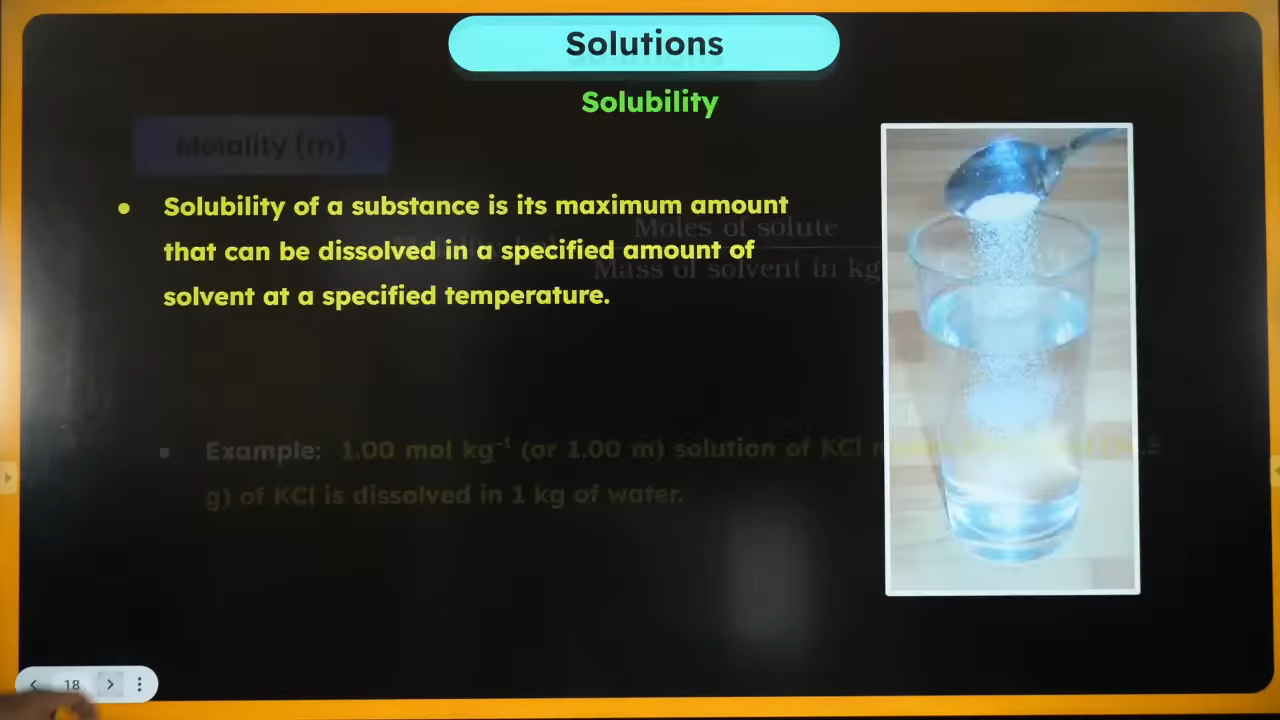 Solutions
Solubility
Molality (m)
• Solubility of a substance is its maximum amount
that can be dissolved in a specified amount of
solvent at a specified temperature.
Moles of solute
Mass of solvent in kg
• Example: 1.00 mol kg⁻¹ (or 1.00 m) solution of KCl
g) of KCl is dissolved in 1 kg of water.
18